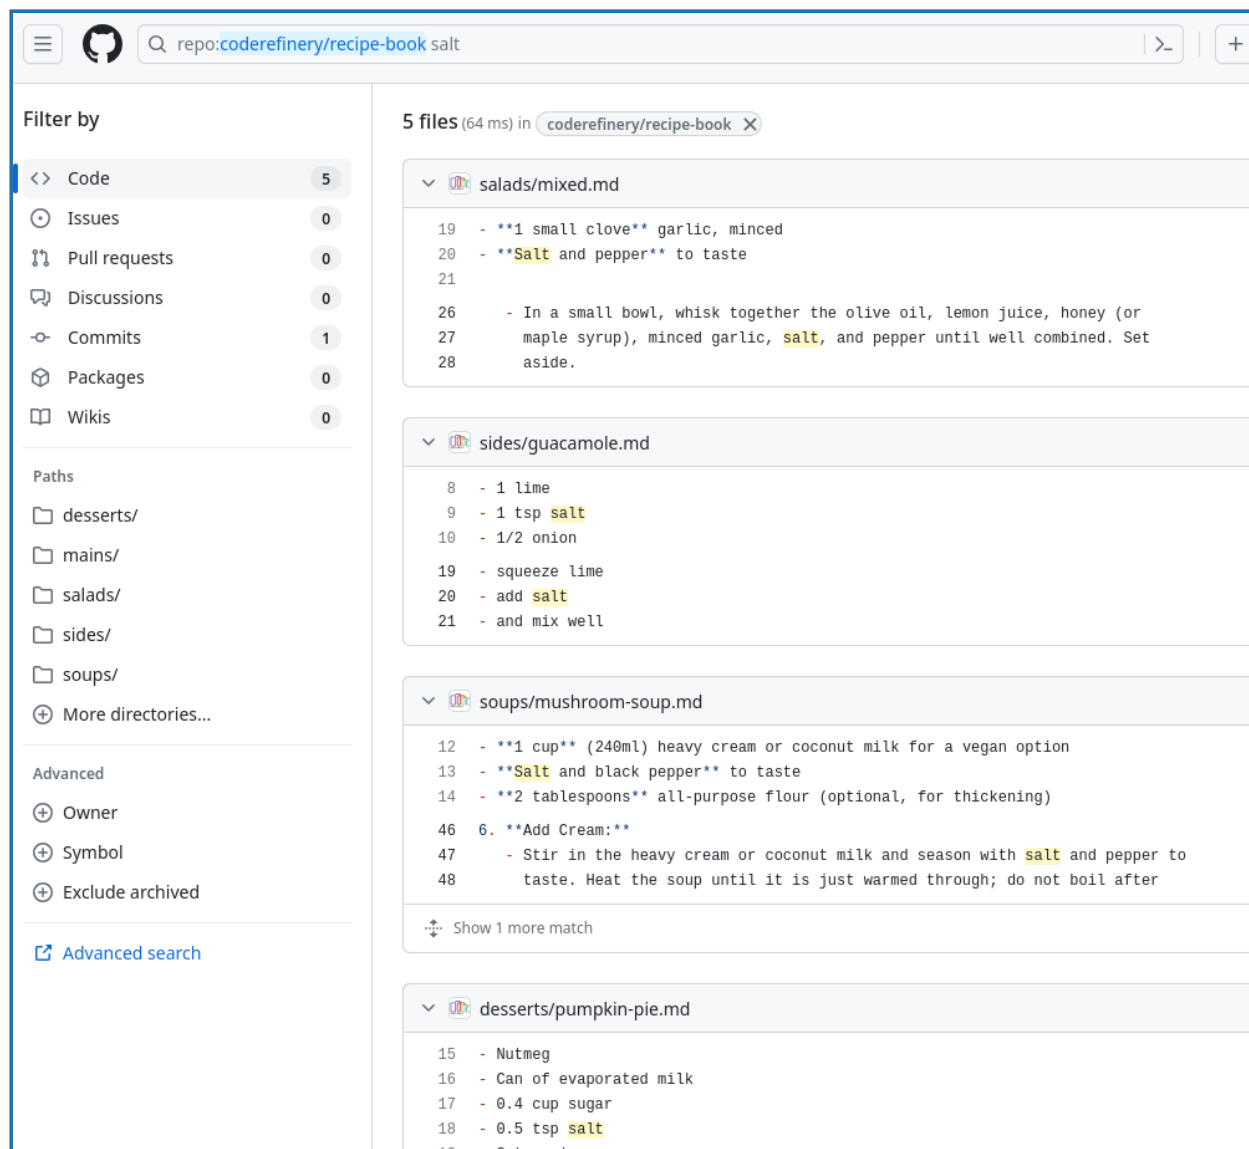 repo:coderefinery/recipe-book salt
Filter by
Code 5
Issues 0
Pull requests 0
Discussions 0
Commits 1
Packages 0
Wikis 0
Paths
desserts/
mains/
salads/
sides/
soups/
More directories...
Advanced
Owner
Symbol
Exclude archived
Advanced search
5 files (64 ms) in coderefinery/recipe-book
salads/mixed.md
19 - **1 small clove** garlic, minced
20 - **Salt and pepper** to taste
21
26 - In a small bowl, whisk together the olive oil, lemon juice, honey (or
27 maple syrup), minced garlic, salt, and pepper until well combined. Set
28 aside.
sides/guacamole.md
8 - 1 lime
9 - 1 tsp salt
10 - 1/2 onion
19 - squeeze lime
20 - add salt
21 - and mix well
soups/mushroom-soup.md
12 - **1 cup** (240ml) heavy cream or coconut milk for a vegan option
13 - **Salt and black pepper** to taste
14 - **2 tablespoons** all-purpose flour (optional, for thickening)
46 6. **Add Cream:**
47 - Stir in the heavy cream or coconut milk and season with salt and pepper to
48 taste. Heat the soup until it is just warmed through; do not boil after
Show 1 more match
desserts/pumpkin-pie.md
15 - Nutmeg
16 - Can of evaporated milk
17 - 0.4 cup sugar
18 - 0.5 tsp salt